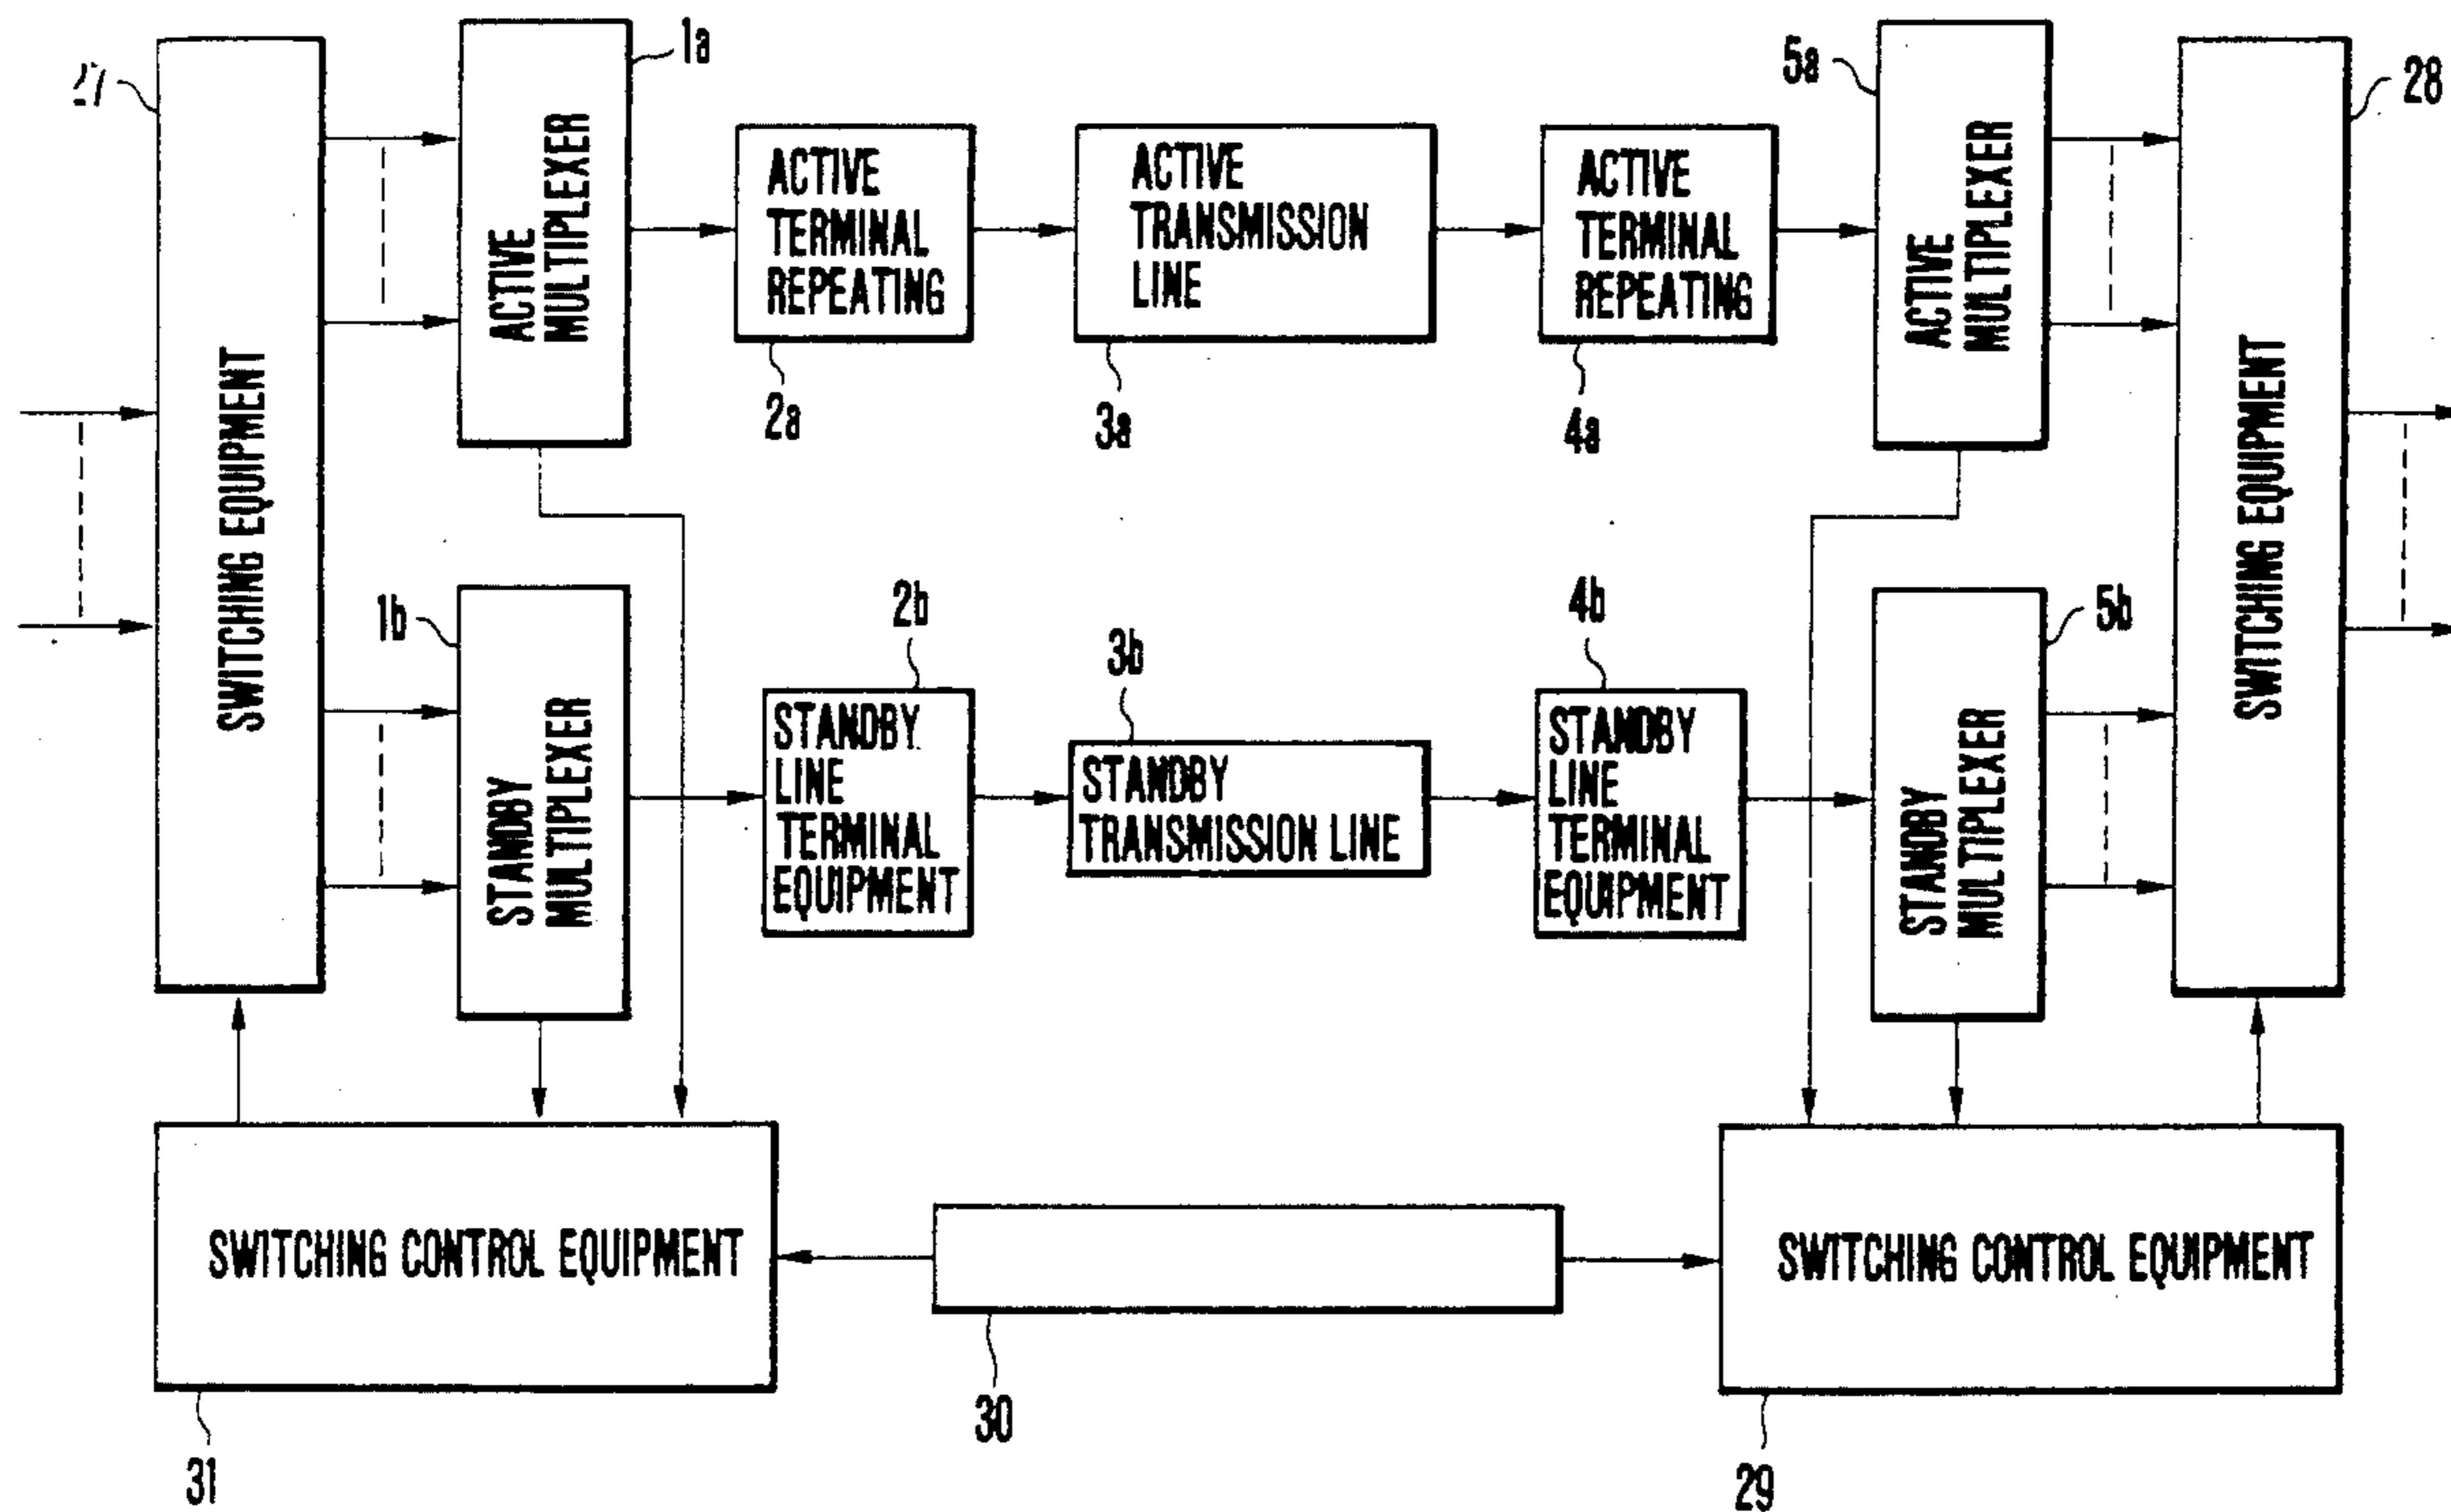 27
SWITCHING EQUIPMENT
1a
ACTIVE
MULTIPLEXER
ACTIVE
TERMINAL
REPEATING
2a
ACTIVE
TRANSMISSION
LINE
3a
ACTIVE
TERMINAL
REPEATING
4a
5a
ACTIVE
MULTIPLEXER
28
SWITCHING EQUIPMENT
1b
STANDBY
MULTIPLEXER
2b
STANDBY
LINE
TERMINAL
EQUIPMENT
3b
STANDBY
TRANSMISSION LINE
4b
STANDBY
LINE
TERMINAL
EQUIPMENT
5b
STANDBY
MULTIPLEXER
SWITCHING CONTROL EQUIPMENT
31
30
SWITCHING CONTROL EQUIPMENT
29